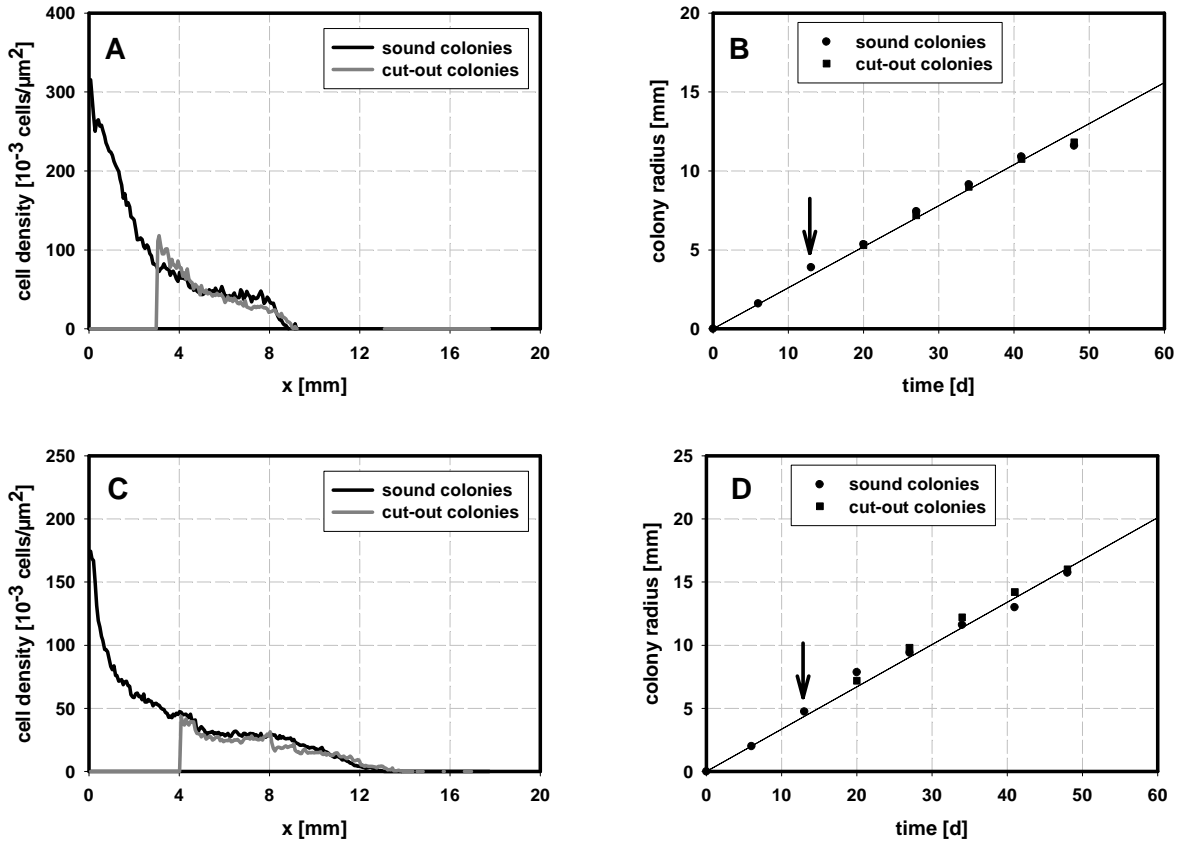 A
sound colonies
cut-out colonies
cell density [10⁻³ cells/µm²]
400
300
200
100
0
0 4 8 12 16 20
x [mm]
B
sound colonies
cut-out colonies
colony radius [mm]
20
15
10
5
0
0 10 20 30 40 50 60
time [d]
C
sound colonies
cut-out colonies
cell density [10⁻³ cells/µm²]
250
200
150
100
50
0
0 4 8 12 16 20
x [mm]
D
sound colonies
cut-out colonies
colony radius [mm]
25
20
15
10
5
0
0 10 20 30 40 50 60
time [d]